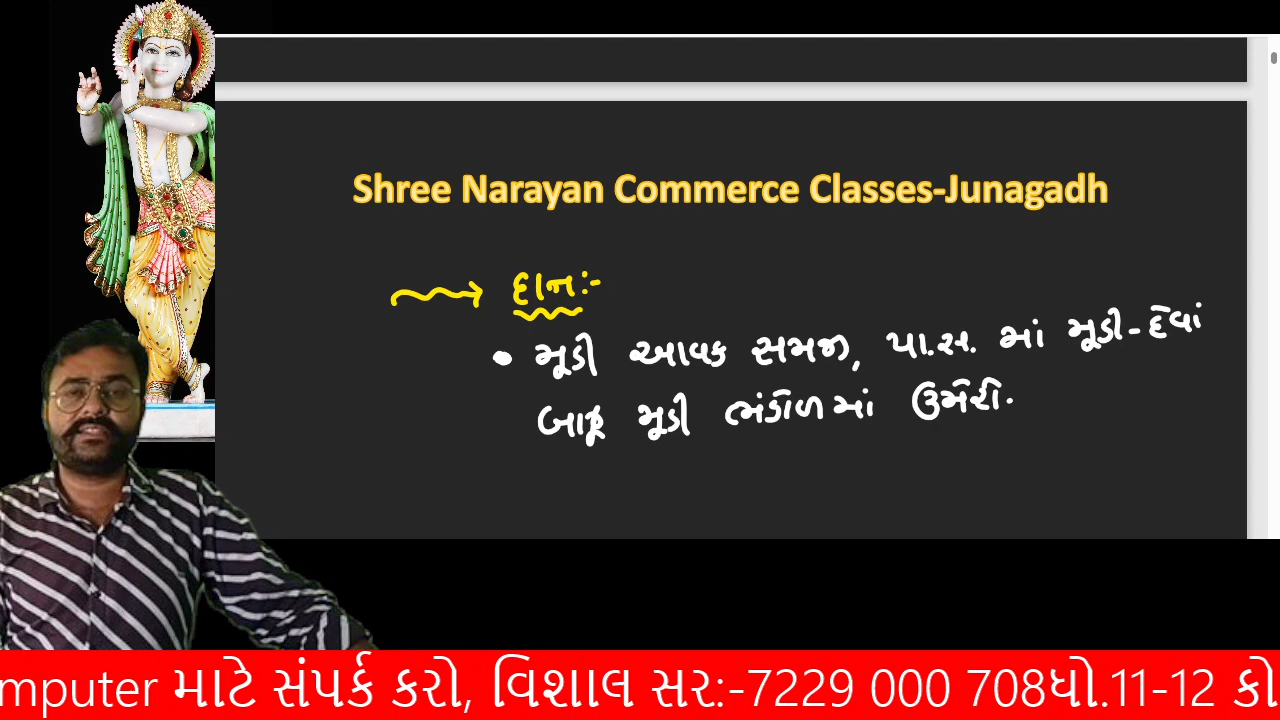 Shree Narayan Commerce Classes-Junagadh
દાન:-
• મૂડી આવક સમજી, પા.સ. માં મૂડી-દેવાં
બાજુ મૂડી ભંડોળમાં ઉમેરો.
mputer માટે સંપર્ક કરો, વિશાલ સર:-7229 000 708ધો.11-12 કો